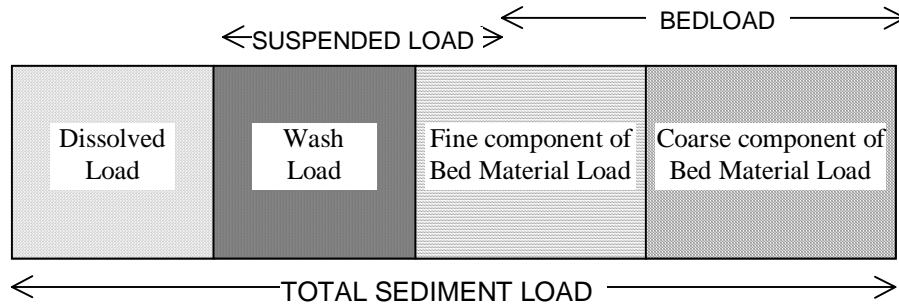 BEDLOAD
SUSPENDED LOAD
Dissolved
Load
Wash
Load
Fine component of
Bed Material Load
Coarse component of
Bed Material Load
TOTAL SEDIMENT LOAD